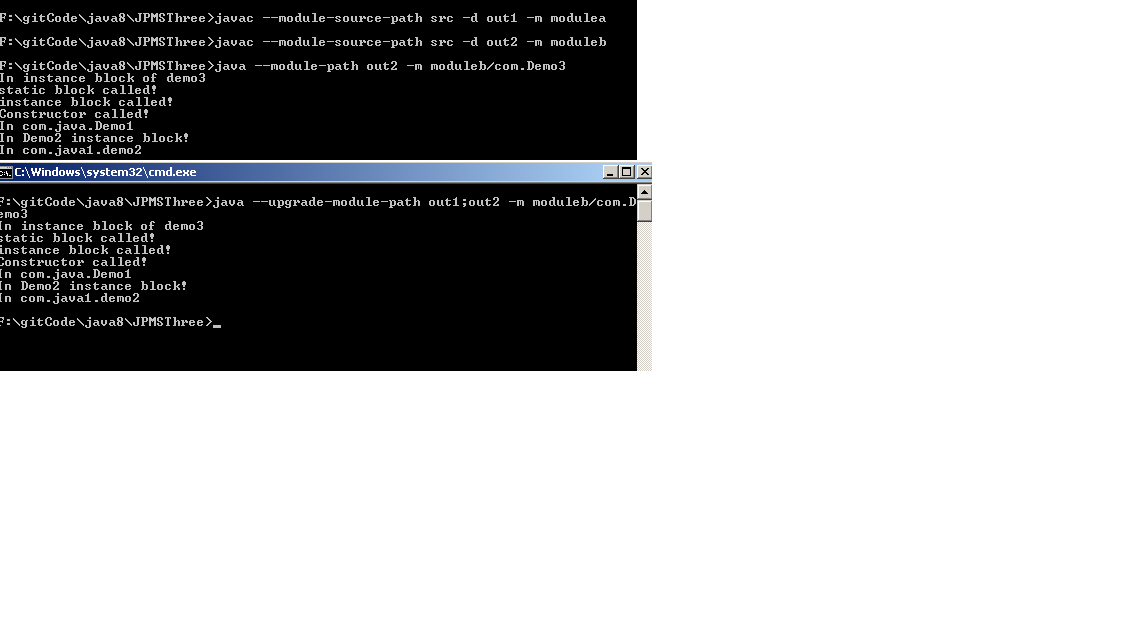 F:\gitCode\java8\JPMSThree>javac --module-source-path src -d out1 -m modulea
F:\gitCode\java8\JPMSThree>javac --module-source-path src -d out2 -m moduleb
F:\gitCode\java8\JPMSThree>java --module-path out2 -m moduleb/com.Demo3
In instance block of demo3
static block called!
instance block called!
Constructor called!
In com.java.Demo1
In Demo2 instance block!
In com.java1.demo2
C:\Windows\system32\cmd.exe
F:\gitCode\java8\JPMSThree>java --upgrade-module-path out1;out2 -m moduleb/com.D
emo3
In instance block of demo3
static block called!
instance block called!
Constructor called!
In com.java.Demo1
In Demo2 instance block!
In com.java1.demo2
F:\gitCode\java8\JPMSThree>_